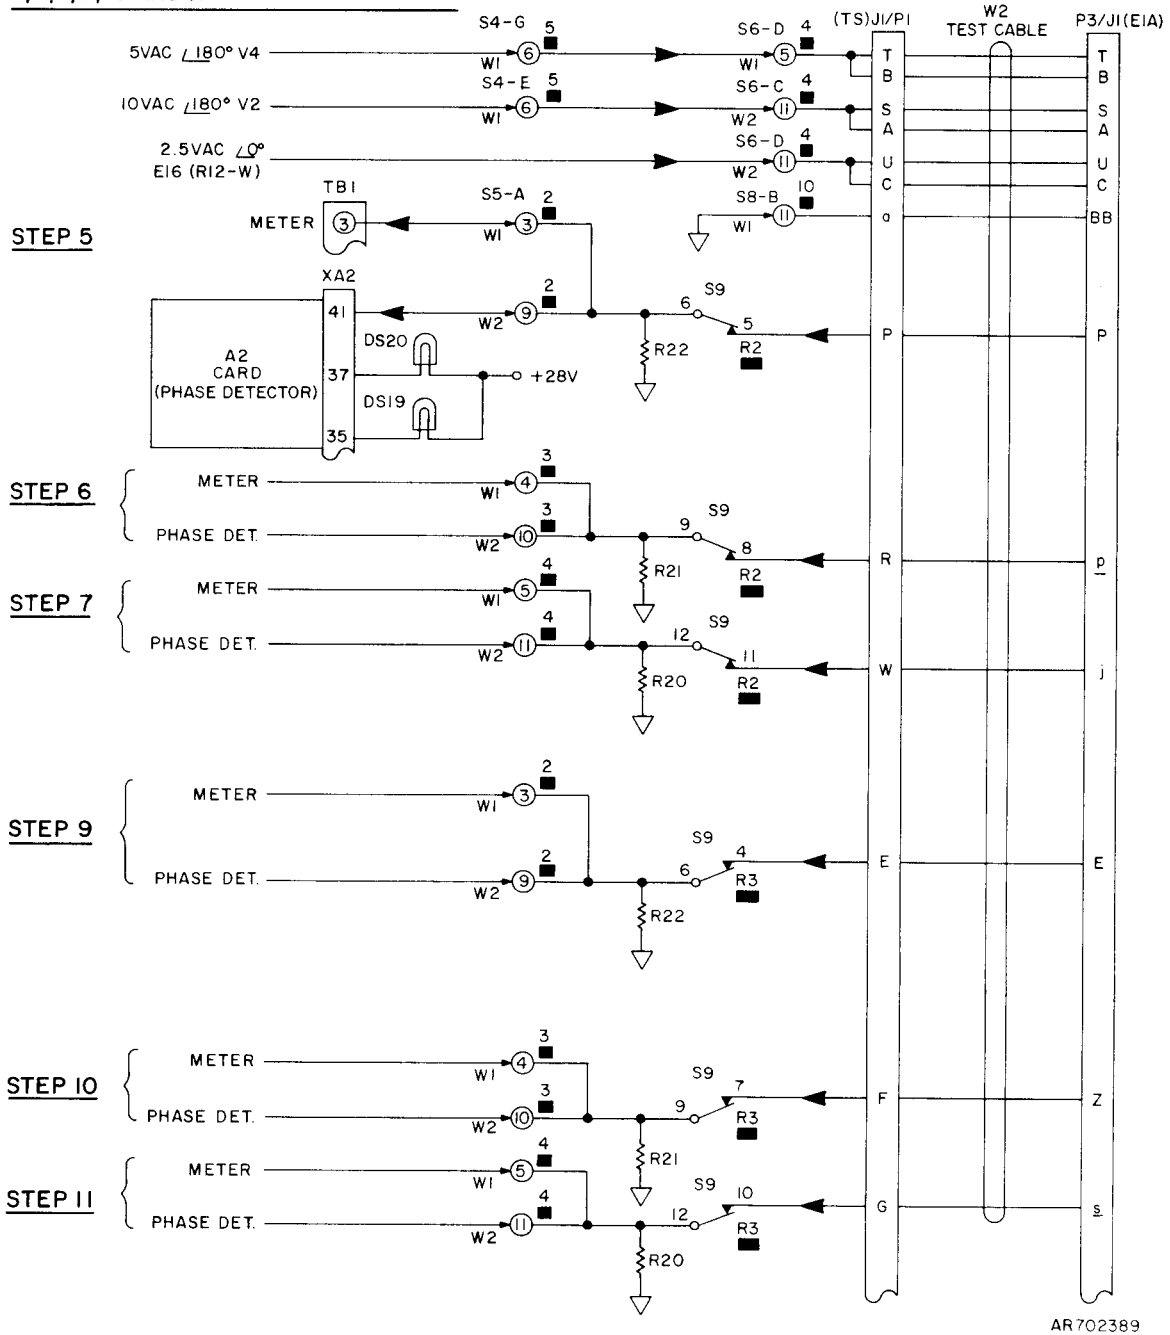 S4-G 5 S6-D 4 (TS)J1/P1 W2 TEST CABLE P3/J1(E1A)
5VAC ∠180° V4 W1 6 W1 5 T T
B B
S4-E 5 S6-C 4
10VAC ∠180° V2 W1 6 W2 11 S S
A A
S6-D 4
2.5VAC ∠0° W2 11 U U
E16 (R12-W) C C
TB1 S5-A 2 S8-B 10
METER 3 W1 3 W1 11 a BB
STEP 5
XA2 2 S9
41 W2 9 6 5 P P
R22 R2
DS20
A2
CARD
(PHASE DETECTOR)
37 +28V
DS19
35
STEP 6
METER W1 4 3
PHASE DET. W2 10 3 R21 9 S9 8 R2 R p
STEP 7
METER W1 5 4
PHASE DET. W2 11 4 R20 12 S9 11 R2 W j
STEP 9
METER W1 3 2
PHASE DET. W2 9 2 R22 6 S9 4 R3 E E
STEP 10
METER W1 4 3
PHASE DET. W2 10 3 R21 9 S9 7 R3 F Z
STEP 11
METER W1 5 4
PHASE DET. W2 11 4 R20 12 S9 10 R3 G s
AR702389